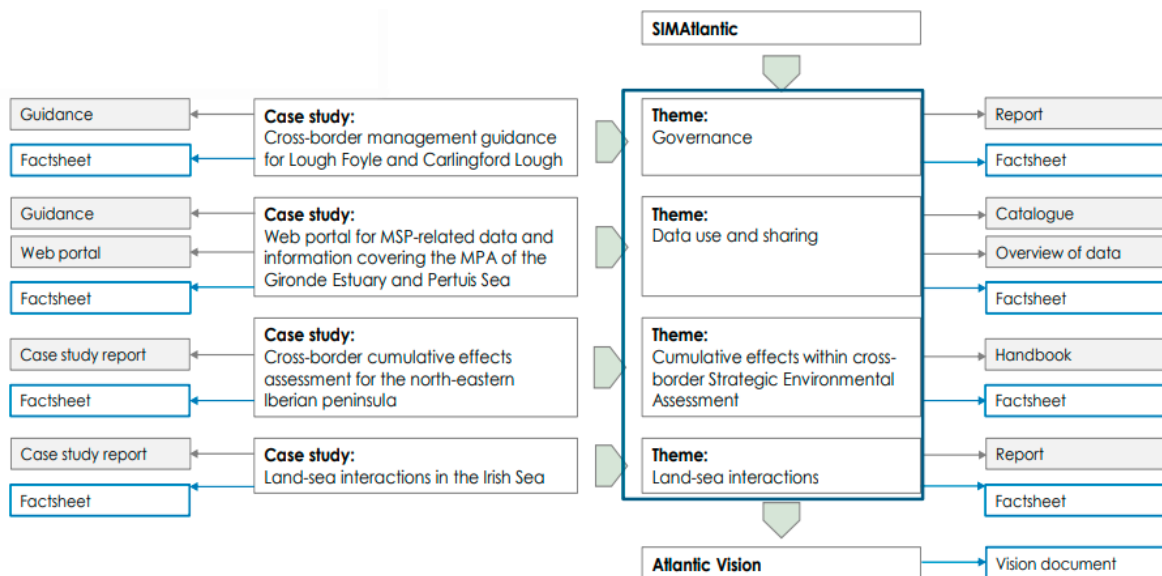 SIMAtlantic
Guidance
Factsheet
Case study:
Cross-border management guidance
for Lough Foyle and Carlingford Lough
Theme:
Governance
Report
Factsheet
Guidance
Web portal
Factsheet
Case study:
Web portal for MSP-related data and
information covering the MPA of the
Gironde Estuary and Pertuis Sea
Theme:
Data use and sharing
Catalogue
Overview of data
Factsheet
Case study report
Factsheet
Case study:
Cross-border cumulative effects
assessment for the north-eastern
Iberian peninsula
Theme:
Cumulative effects within cross-
border Strategic Environmental
Assessment
Handbook
Factsheet
Case study report
Factsheet
Case study:
Land-sea interactions in the Irish Sea
Theme:
Land-sea interactions
Report
Factsheet
Atlantic Vision
Vision document